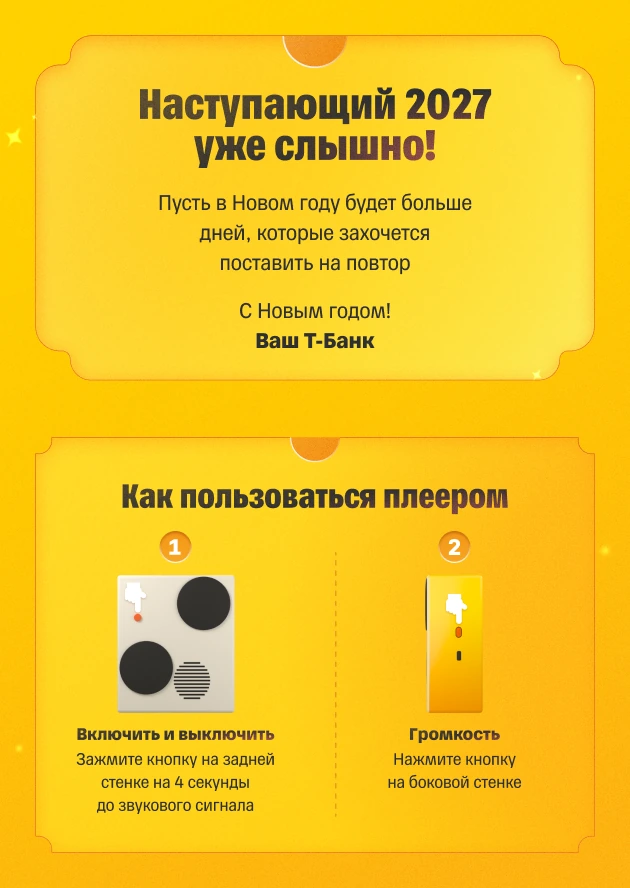 Наступающий 2027
уже слышно!
Пусть в Новом году будет больше
дней, которые захочется
поставить на повтор
С Новым годом!
Ваш Т-Банк
Как пользоваться плеером
1
2
Включить и выключить
Зажмите кнопку на задней
стенке на 4 секунды
до звукового сигнала
Громкость
Нажмите кнопку
на боковой стенке